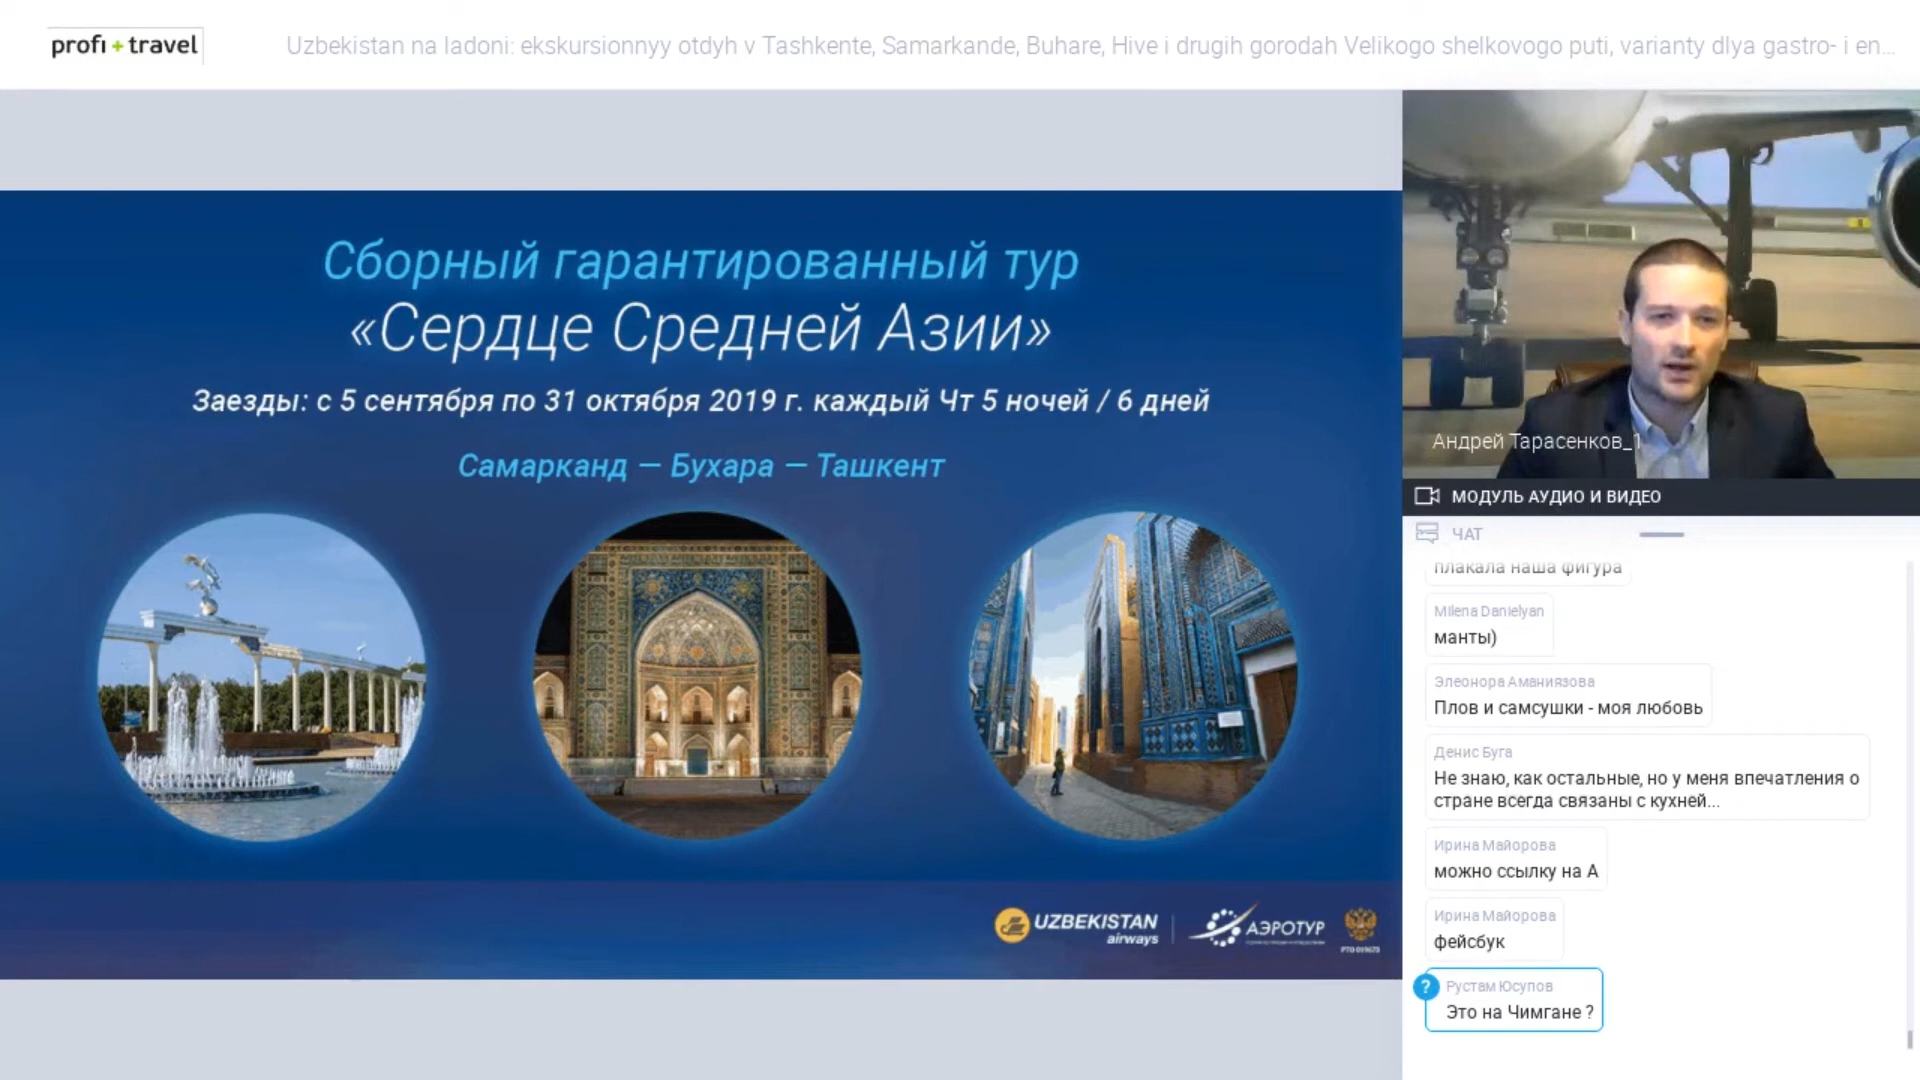 profi + travel
Uzbekistan na ladoni: ekskursionnyy otdyh v Tashkente, Samarkande, Buhare, Hive i drugih gorodah Velikogo shelkovogo puti, varianty dlya gastro- i en...
Сборный гарантированный тур
«Сердце Средней Азии»
Заезды: с 5 сентября по 31 октября 2019 г. каждый Чт 5 ночей / 6 дней
Самарканд — Бухара — Ташкент
UZBEKISTAN
airways
АЭРОТУР
Андрей Тарасенков_1
МОДУЛЬ АУДИО И ВИДЕО
ЧАТ
плакала наша фигура
Milena Danielyan
манты)
Элеонора Аманиязова
Плов и самсушки - моя любовь
Денис Буга
Не знаю, как остальные, но у меня впечатления о
стране всегда связаны с кухней...
Ирина Майорова
можно ссылку на А
Ирина Майорова
фейсбук
?
Рустам Юсупов
Это на Чимгане ?